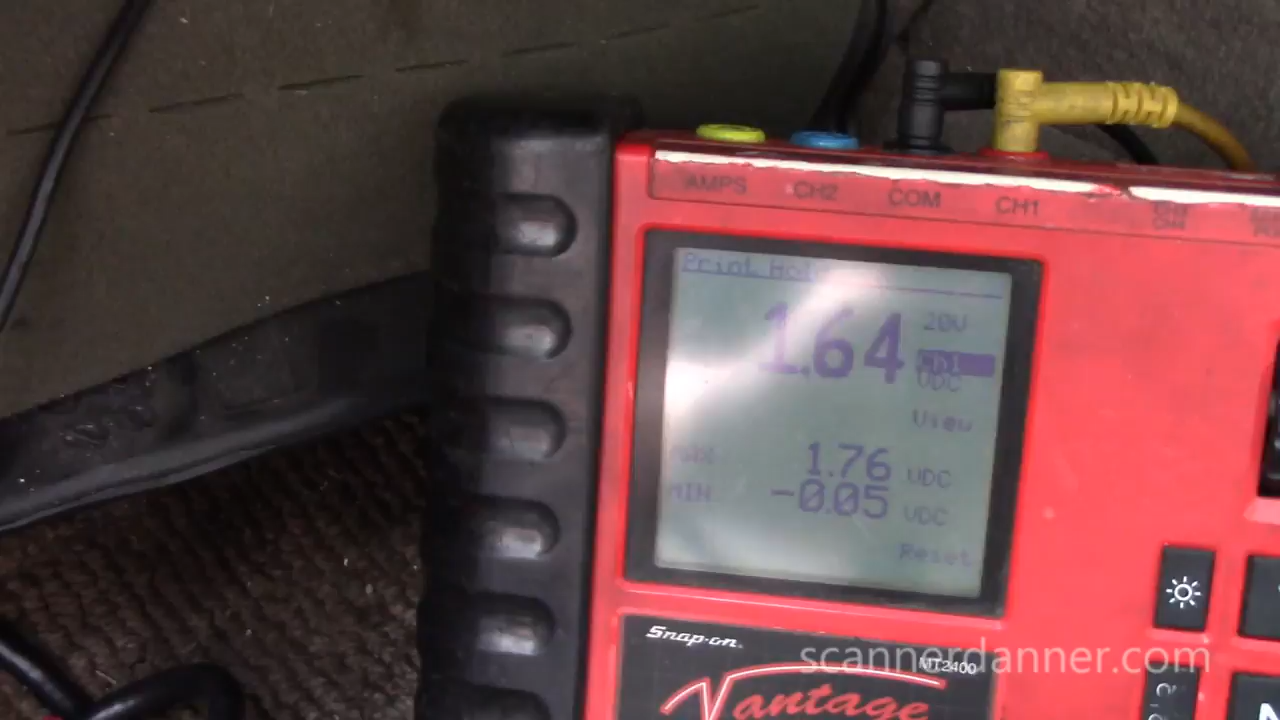 AMPS CH2 COM CH1
Print
1.64 20V
VDC
View
1.76 VDC
MIN -0.05 VDC
Reset
Snap-on
MT2400
Vantage
scannerdanner.com